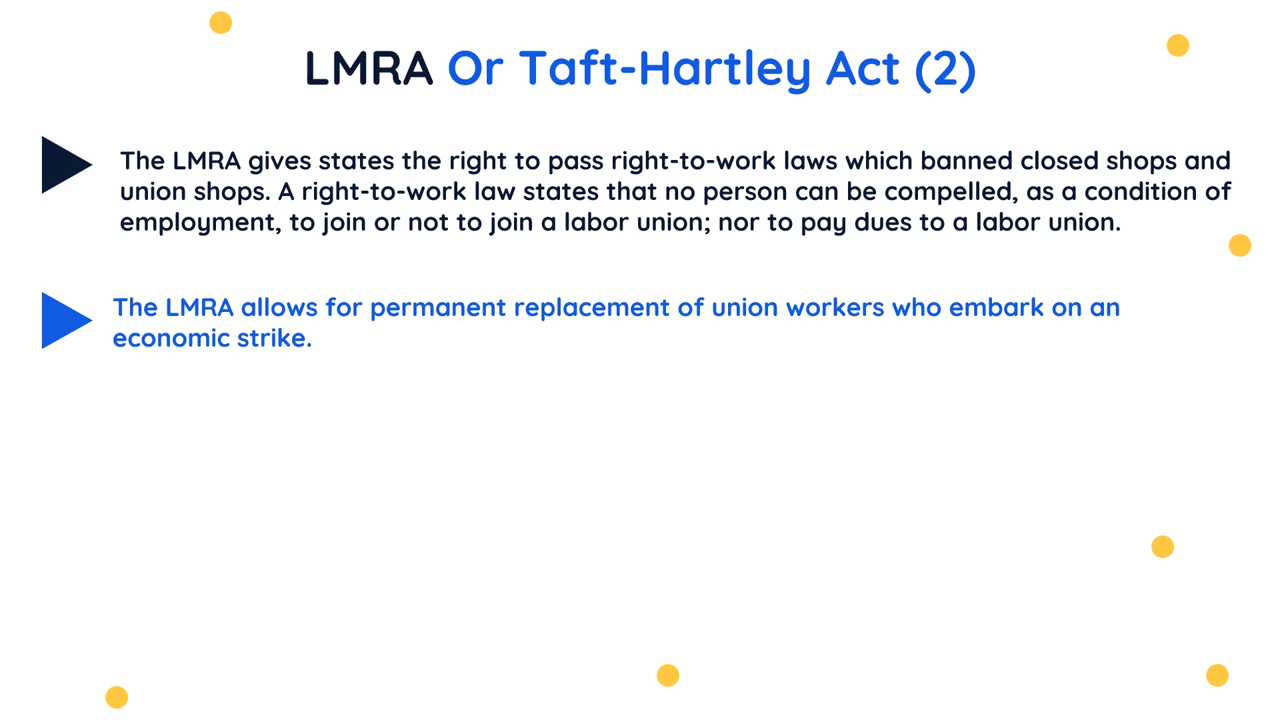 LMRA Or Taft-Hartley Act (2)
The LMRA gives states the right to pass right-to-work laws which banned closed shops and
union shops. A right-to-work law states that no person can be compelled, as a condition of
employment, to join or not to join a labor union; nor to pay dues to a labor union.
The LMRA allows for permanent replacement of union workers who embark on an
economic strike.